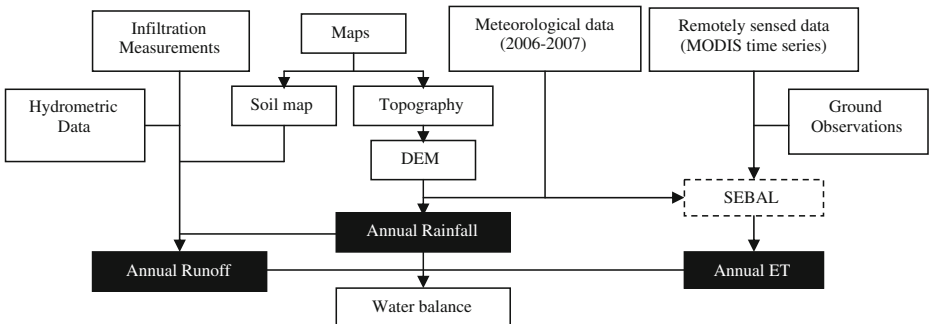 Infiltration
Measurements
Maps
Meteorological data
(2006-2007)
Remotely sensed data
(MODIS time series)
Hydrometric
Data
Soil map
Topography
Ground
Observations
DEM
SEBAL
Annual Rainfall
Annual Runoff
Annual ET
Water balance